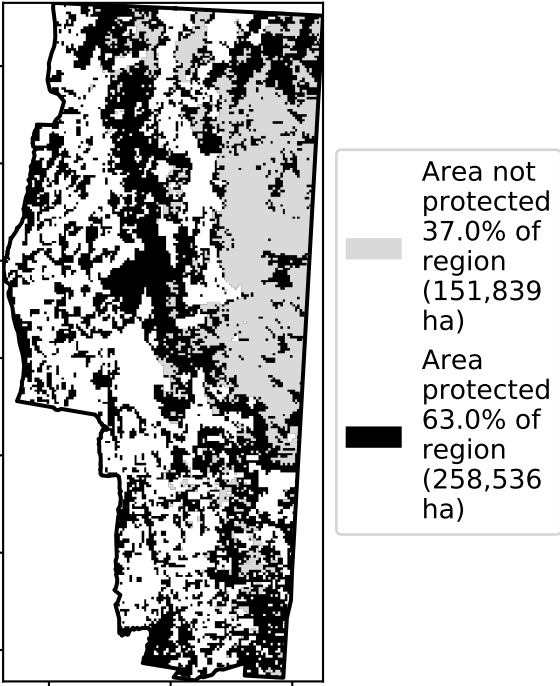 Area not
protected
37.0% of
region
(151,839
ha)
Area
protected
63.0% of
region
(258,536
ha)